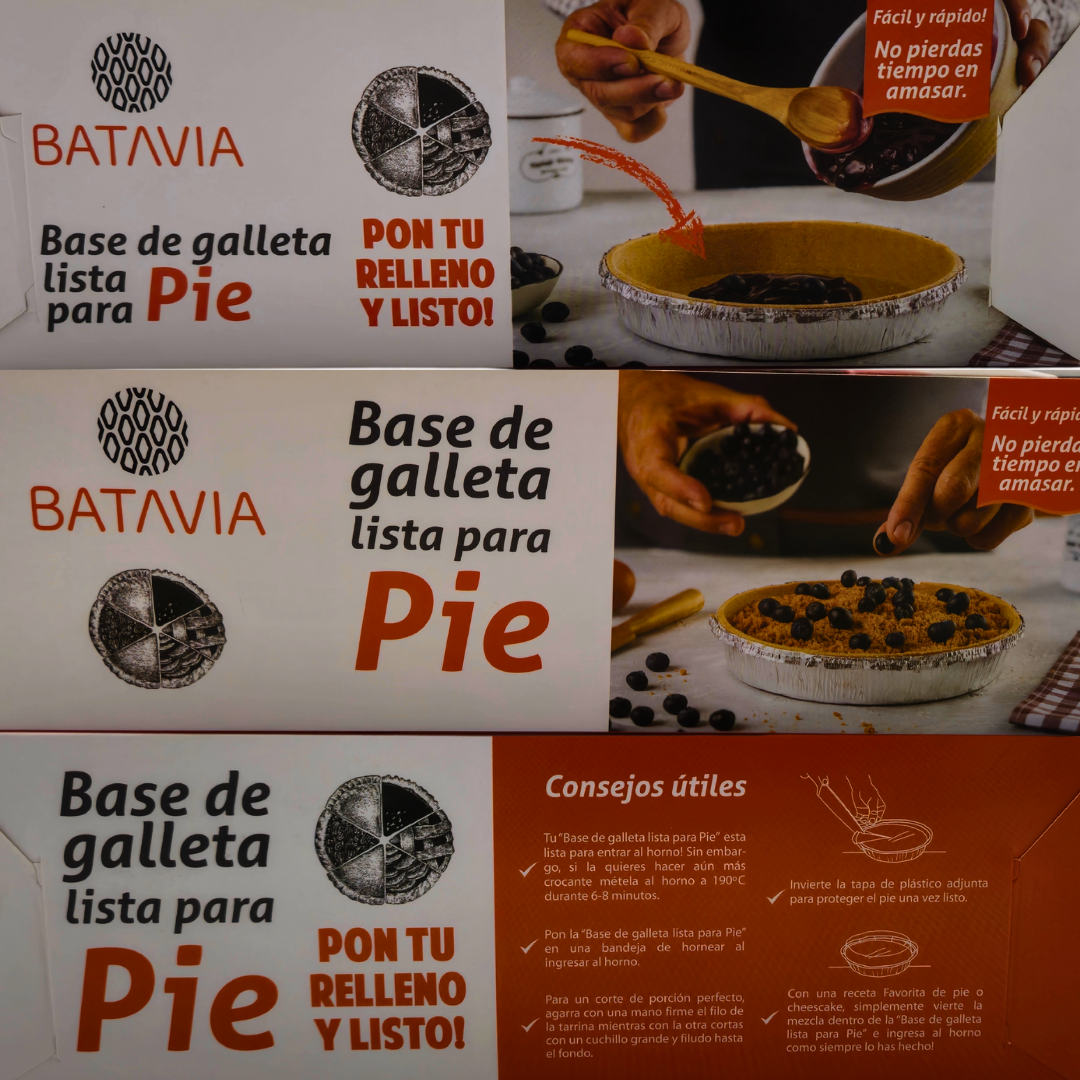 BATAVIA
Base de galleta
lista
para Pie
PON TU
RELLENO
Y LISTO!
Fácil y rápido!
No pierdas
tiempo en
amasar.
BATAVIA
Base de
galleta
lista para
Pie
Fácil y rápid
No pierda
tiempo en
amasar.
Base de
galleta
lista para
Pie
PON TU
RELLENO
Y LISTO!
Consejos útiles
Tu "Base de galleta lista para Pie" esta
lista para entrar al horno! Sin embar-
go, si la quieres hacer aún más
crocante métela al horno a 190ºC
durante 6-8 minutos.
Pon la "Base de galleta lista para Pie"
en una bandeja de hornear al
ingresar al horno.
Para un corte de porción perfecto,
agarra con una mano firme el filo de
la tarrina mientras con la otra cortas
con un cuchillo grande y filudo hasta
el fondo.
Invierte la tapa de plástico adjunta
para proteger el pie una vez listo.
Con una receta Favorita de pie o
cheescake, simplemente vierte la
mezcla dentro de la "Base de galleta
lista para Pie" e ingresa al horno
como siempre lo has hecho!